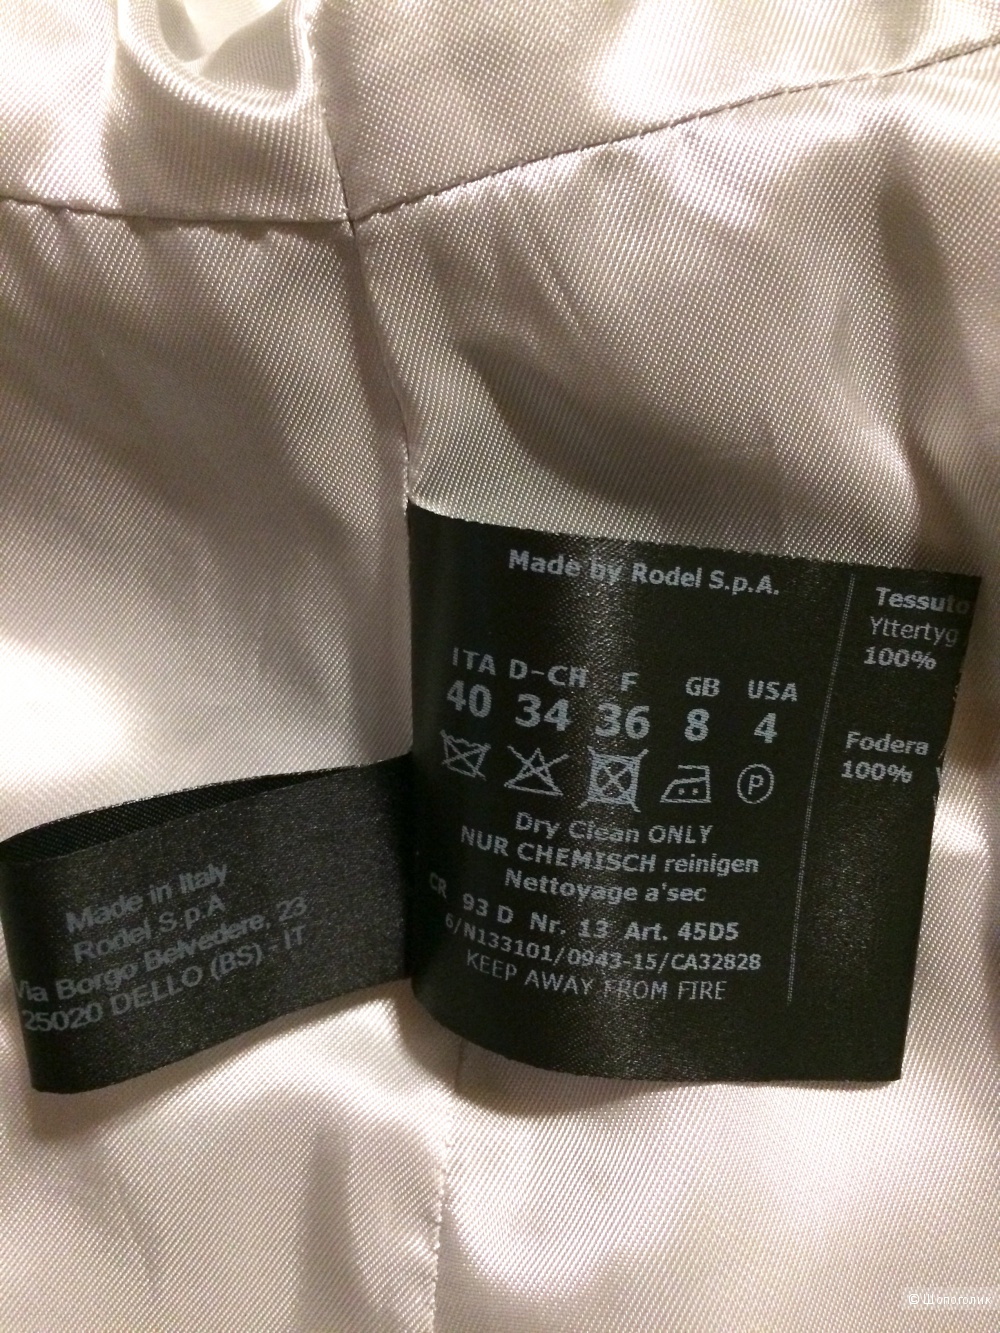 Made by Rodel S.p.A.
ITA D-CH F GB USA
40 34 36 8 4
P
Dry Clean ONLY
NUR CHEMISCH reinigen
Nettoyage a'sec
CR 93 D Nr. 13 Art. 45D5
6/N133101/0943-15/CA32828
KEEP AWAY FROM FIRE
Tessuto
Yttertyg
100%
Fodera
100%
Made in Italy
Rodel S.p.A
Via Borgo Belvedere, 23
25020 DELLO (BS) - IT
© Шопоголик